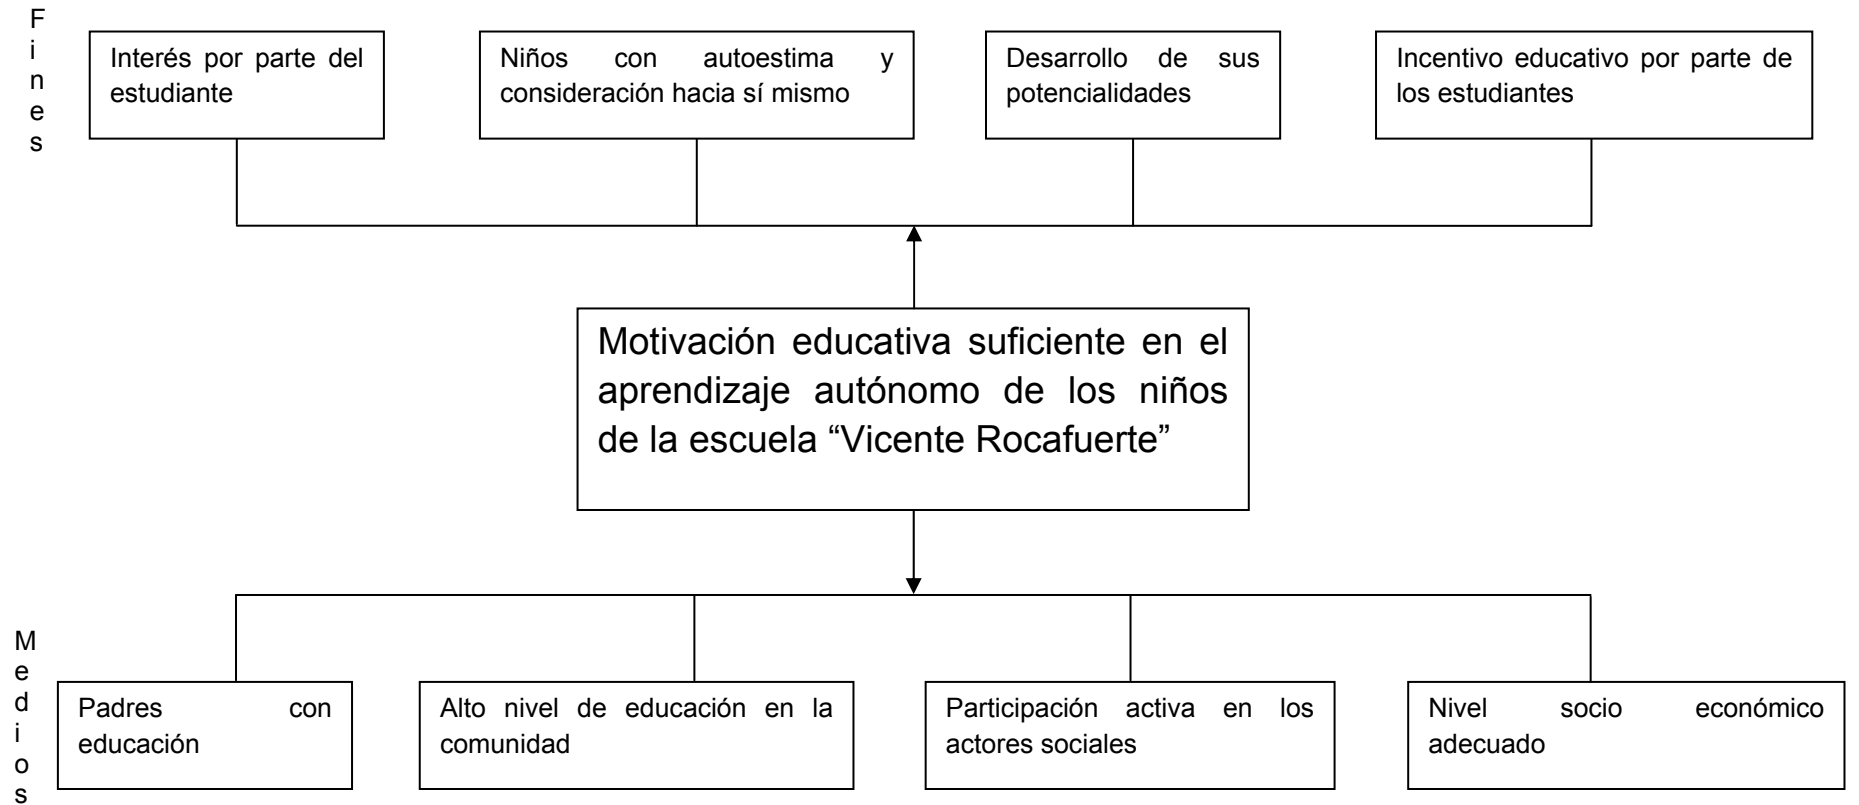 Fines
Interés por parte del
estudiante
Niños con autoestima y
consideración hacia sí mismo
Desarrollo de sus
potencialidades
Incentivo educativo por parte de
los estudiantes
Motivación educativa suficiente en el
aprendizaje autónomo de los niños
de la escuela “Vicente Rocafuerte”
Medios
Padres con
educación
Alto nivel de educación en la
comunidad
Participación activa en los
actores sociales
Nivel socio económico
adecuado